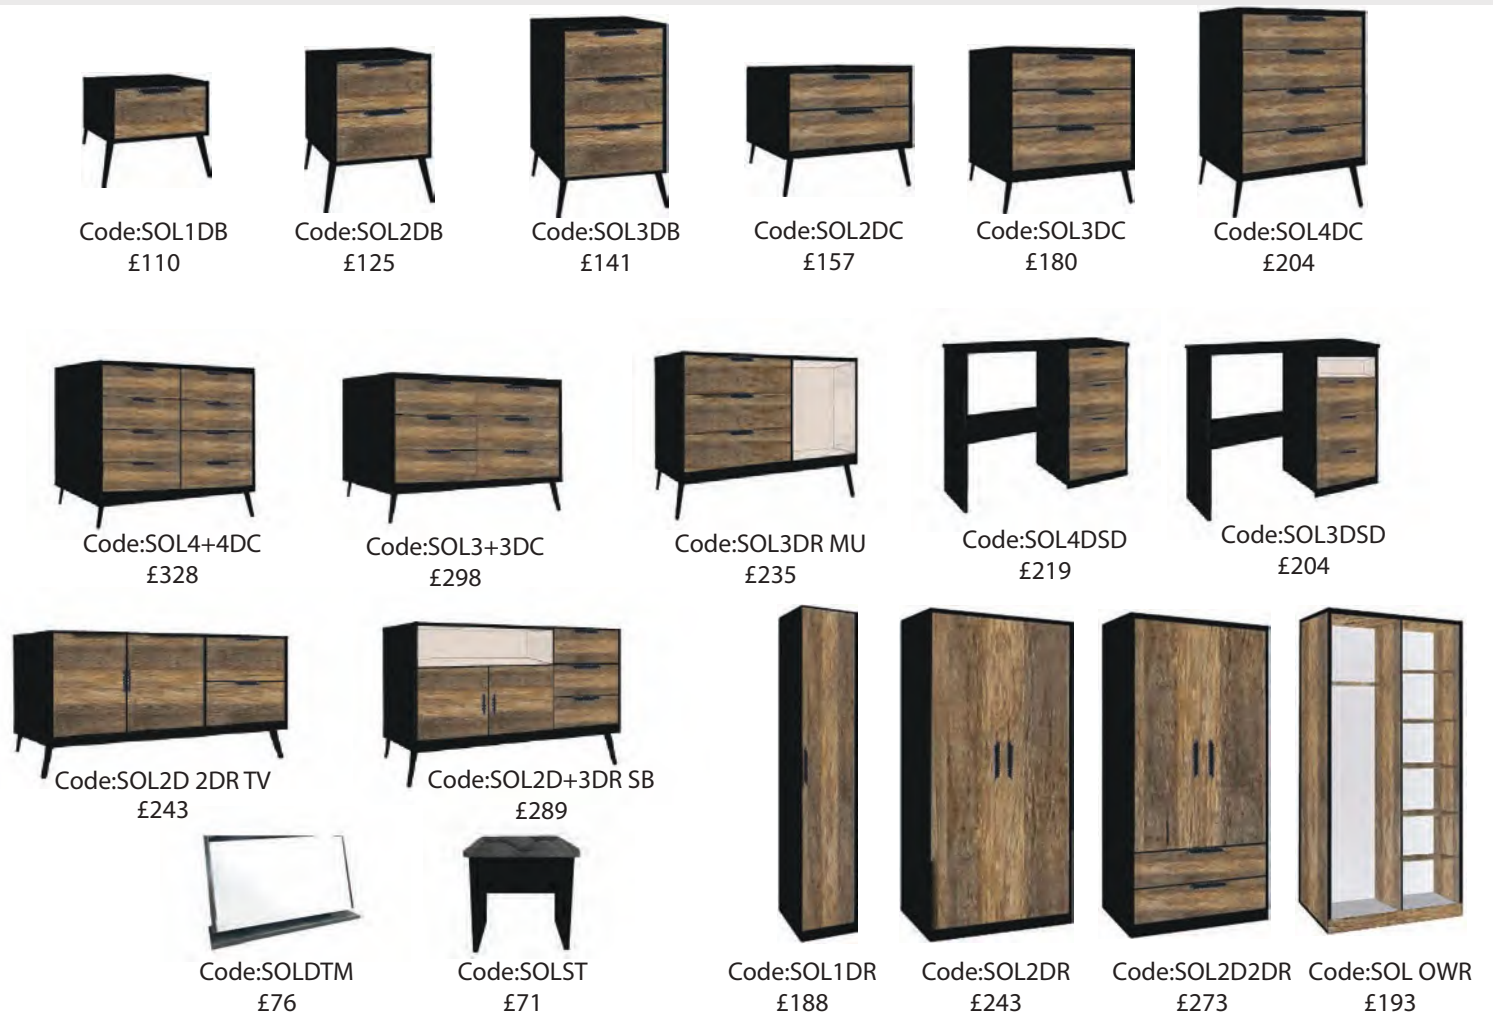 Code:SOL1DB
£110
Code:SOL2DB
£125
Code:SOL3DB
£141
Code:SOL2DC
£157
Code:SOL3DC
£180
Code:SOL4DC
£204
Code:SOL4+4DC
£328
Code:SOL3+3DC
£298
Code:SOL3DR MU
£235
Code:SOL4DSD
£219
Code:SOL3DSD
£204
Code:SOL2D 2DR TV
£243
Code:SOL2D+3DR SB
£289
Code:SOLDTM
£76
Code:SOLST
£71
Code:SOL1DR
£188
Code:SOL2DR
£243
Code:SOL2D2DR
£273
Code:SOL OWR
£193